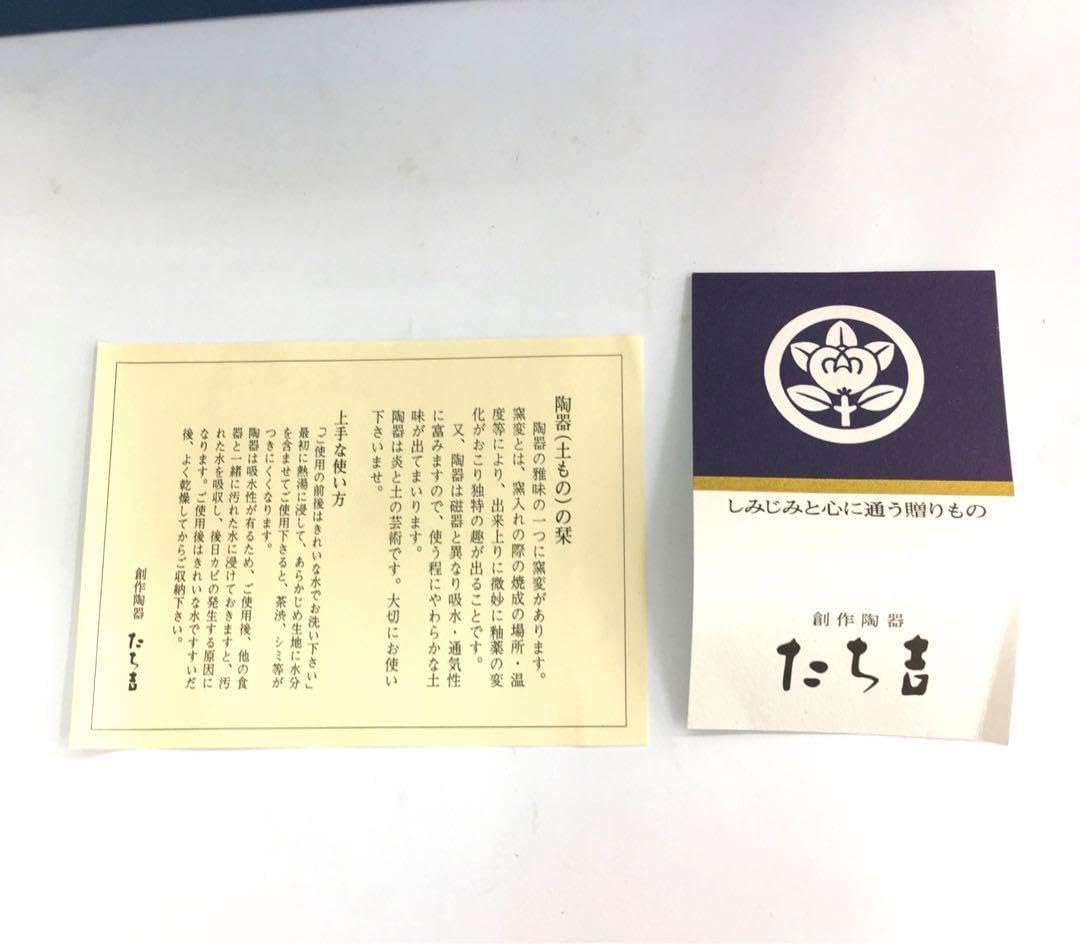 陶器(土もの)の栞
陶器の雅味の一つに窯変があります。
窯変とは、窯入れの際の焼成の場所・温
度等により、出来上りに微妙に釉薬の変
化がおこり独特の趣が出ることです。
又、陶器は磁器と異なり吸水・通気性
に富みますので、使う程にやわらかな土
味が出てまいります。
陶器は炎と土の芸術です。大切にお使い
下さいませ。
上手な使い方
「ご使用の前後はきれいな水でお洗い下さい」
最初に熱湯に浸して、あらかじめ生地に水分
を含ませてご使用下さると、茶渋、シミ等が
つきにくくなります。
陶器は吸水性が有るため、ご使用後、他の食
器と一緒に汚れた水に浸けておきますと、汚
れた水を吸収し、後日カビの発生する原因に
なります。ご使用後はきれいな水ですすいだ
後、よく乾燥してからご収納下さい。
創作陶器 たち吉
しみじみと心に通う贈りもの
創作陶器
たち吉